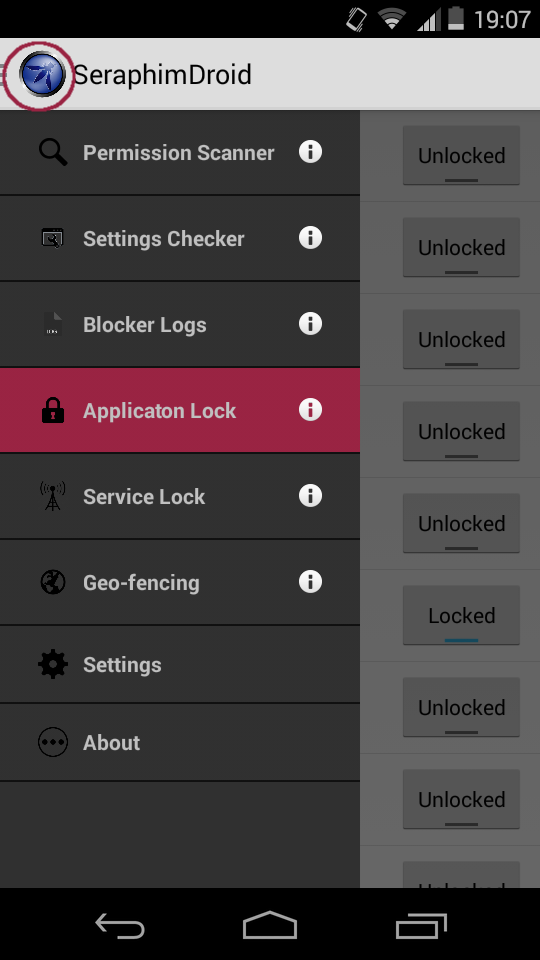 19:07
SeraphimDroid
Permission Scanner
Unlocked
Settings Checker
Unlocked
Blocker Logs
Unlocked
Applicaton Lock
Unlocked
Service Lock
Unlocked
Geo-fencing
Locked
Settings
Unlocked
About
Unlocked
Unlocked